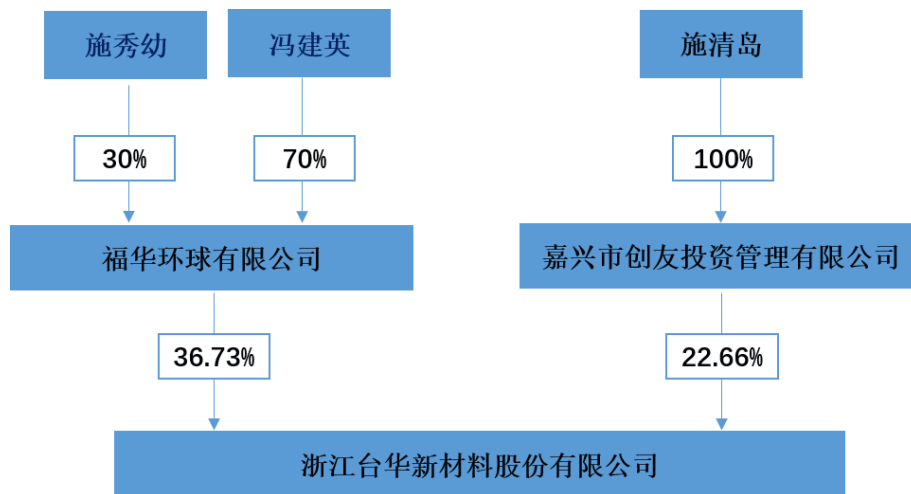 施秀幼
冯建英
施清岛
30%
70%
100%
福华环球有限公司
嘉兴市创友投资管理有限公司
36.73%
22.66%
浙江台华新材料股份有限公司